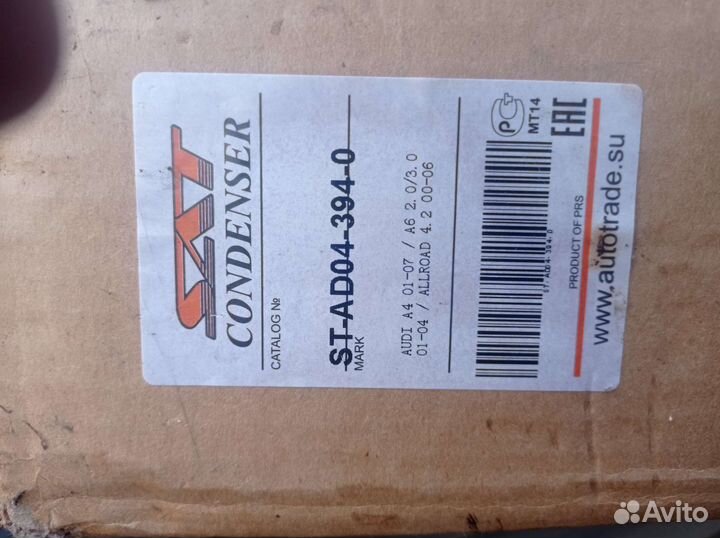 SAT
CONDENSER
CATALOG №
ST-AD04-394-0
MARK
AUDI A4 01-07 / A6 2.0/3.0
01-04 / ALLROAD 4.2 00-06
ST-AD04-394-0
РСТ
MT14
EAC
PRODUCT OF PRS
www.autotrade.su
Avito